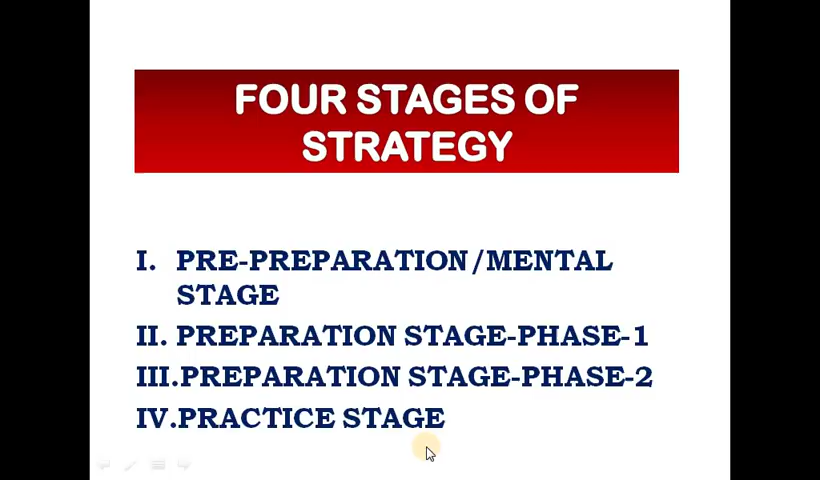 FOUR STAGES OF
STRATEGY
I. PRE-PREPARATION/MENTAL
STAGE
II. PREPARATION STAGE-PHASE-1
III.PREPARATION STAGE-PHASE-2
IV.PRACTICE STAGE